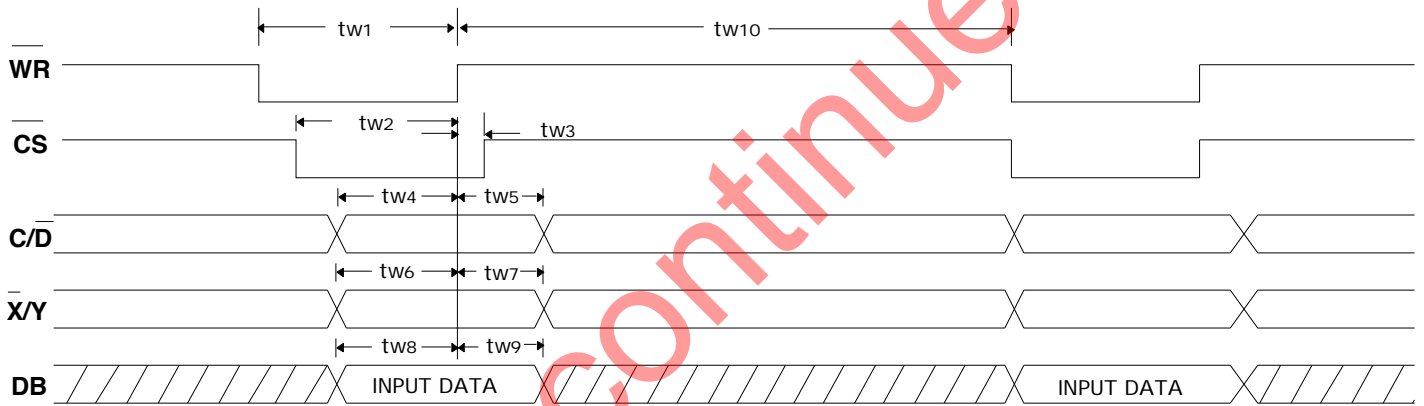 tw1
tw10
WR
tw2
tw3
CS
tw4
tw5
C/D
tw6
tw7
X/Y
tw8
tw9
DB
INPUT DATA
INPUT DATA
continue